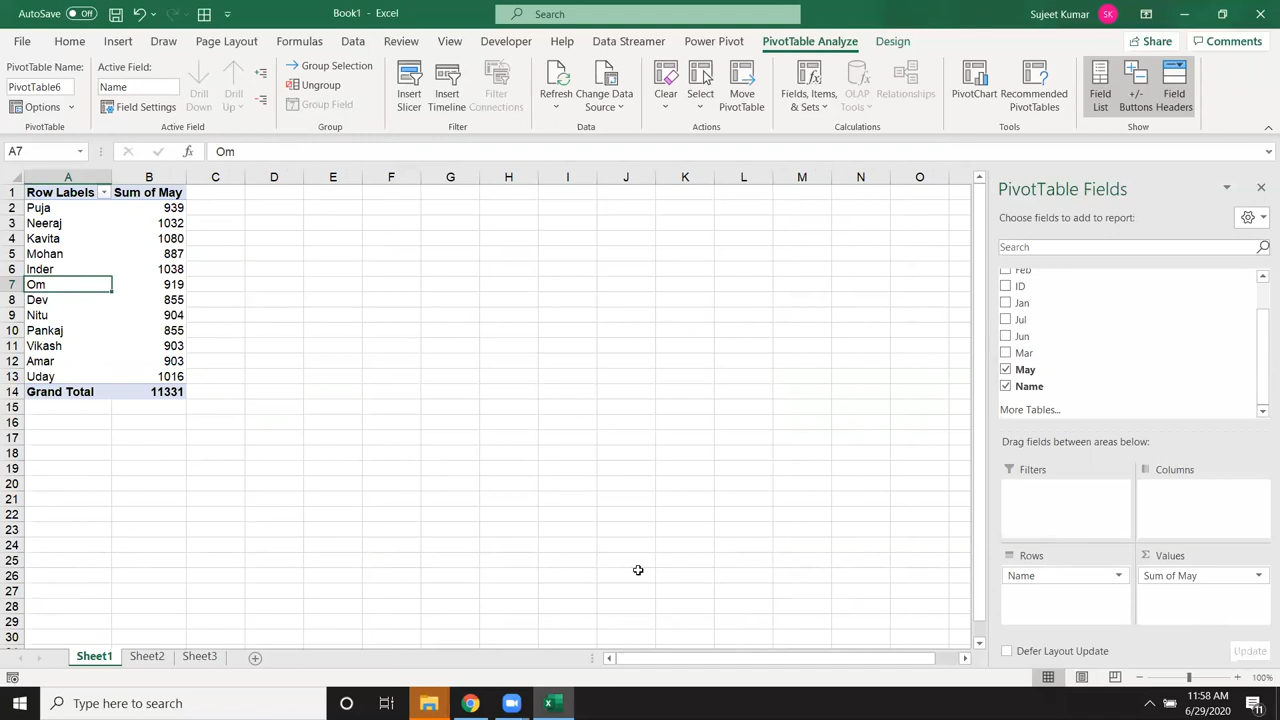 AutoSave Off Book1 - Excel Search Sujeet Kumar SK
File Home Insert Draw Page Layout Formulas Data Review View Developer Help Data Streamer Power Pivot PivotTable Analyze Design Share Comments
PivotTable Name:
PivotTable6
Options
PivotTable
Active Field:
Name
Field Settings
Drill Down
Drill Up
Active Field
Group Selection
Ungroup
Group Field
Group
Insert Slicer
Insert Timeline
Filter Connections
Filter
Refresh
Change Data Source
Data
Clear
Select
Move PivotTable
Actions
Fields, Items, & Sets
OLAP Tools
Relationships
Calculations
PivotChart
Recommended PivotTables
Tools
Field List
+/- Buttons
Field Headers
Show
A7 fx Om
A B C D E F G H I J K L M N O
1 Row Labels Sum of May
2 Puja 939
3 Neeraj 1032
4 Kavita 1080
5 Mohan 887
6 Inder 1038
7 Om 919
8 Dev 855
9 Nitu 904
10 Pankaj 855
11 Vikash 903
12 Amar 903
13 Uday 1016
14 Grand Total 11331
15
16
17
18
19
20
21
22
23
24
25
26
27
28
29
30
PivotTable Fields
Choose fields to add to report:
Search
Feb
ID
Jan
Jul
Jun
Mar
May
Name
More Tables...
Drag fields between areas below:
Filters Columns
Rows Σ Values
Name Sum of May
Defer Layout Update Update
Sheet1 Sheet2 Sheet3
100%
Type here to search
11:58 AM
6/29/2020
11